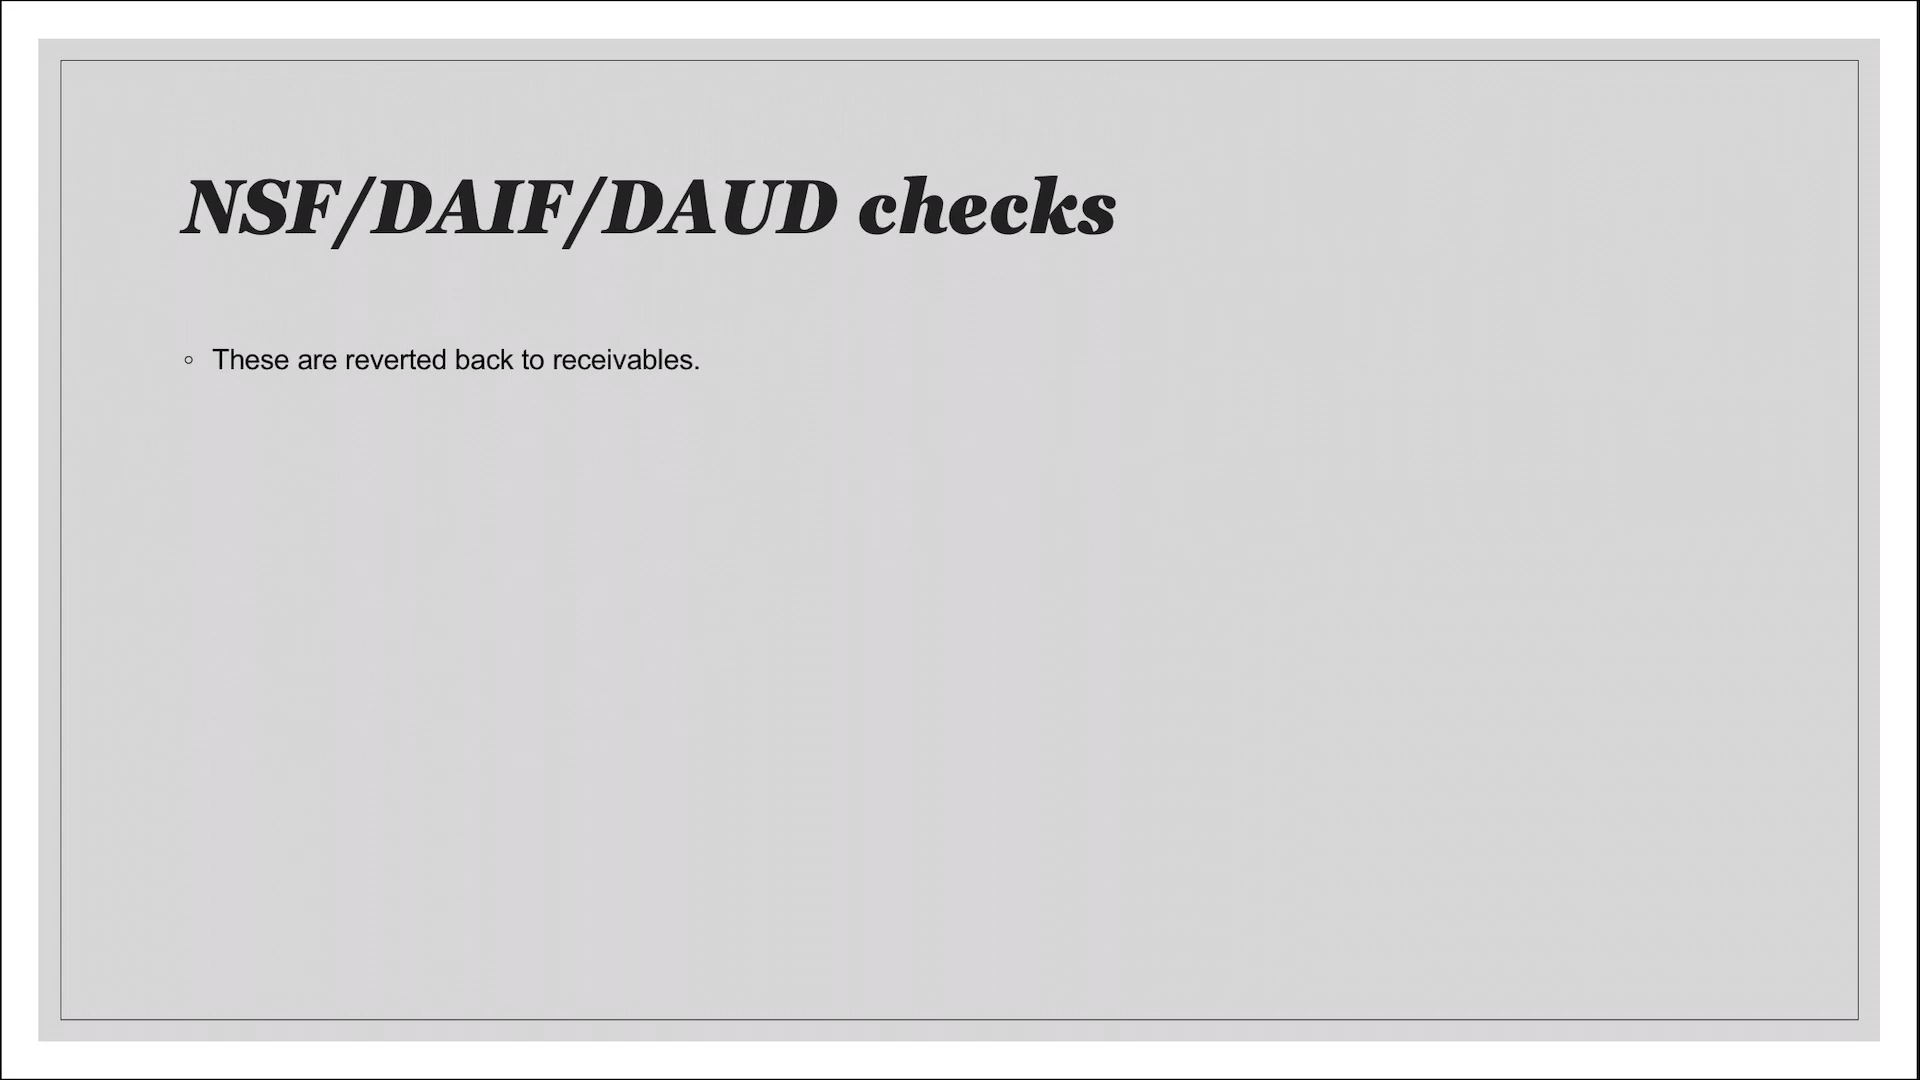 NSF/DAIF/DAUD checks
◦ These are reverted back to receivables.